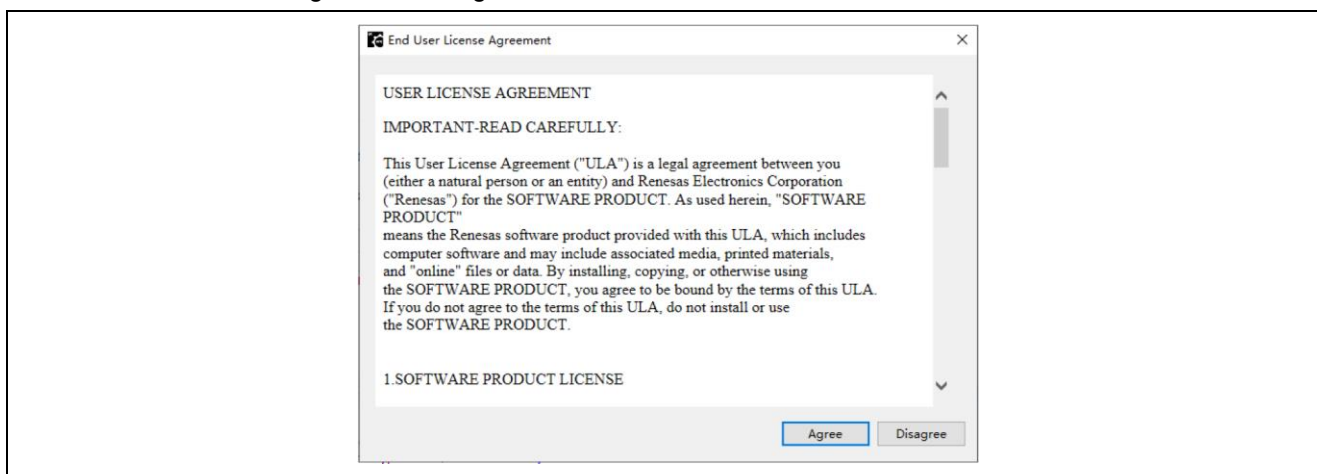 End User License Agreement
USER LICENSE AGREEMENT
IMPORTANT-READ CAREFULLY:
This User License Agreement ("ULA") is a legal agreement between you
(either a natural person or an entity) and Renesas Electronics Corporation
("Renesas") for the SOFTWARE PRODUCT. As used herein, "SOFTWARE
PRODUCT"
means the Renesas software product provided with this ULA, which includes
computer software and may include associated media, printed materials,
and "online" files or data. By installing, copying, or otherwise using
the SOFTWARE PRODUCT, you agree to be bound by the terms of this ULA.
If you do not agree to the terms of this ULA, do not install or use
the SOFTWARE PRODUCT.
1.SOFTWARE PRODUCT LICENSE
Agree Disagree